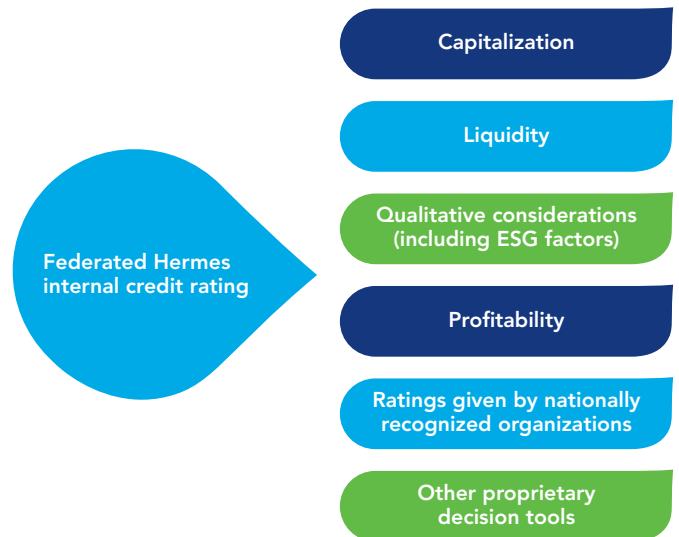 Federated Hermes
internal credit rating
Capitalization
Liquidity
Qualitative considerations
(including ESG factors)
Profitability
Ratings given by nationally
recognized organizations
Other proprietary
decision tools